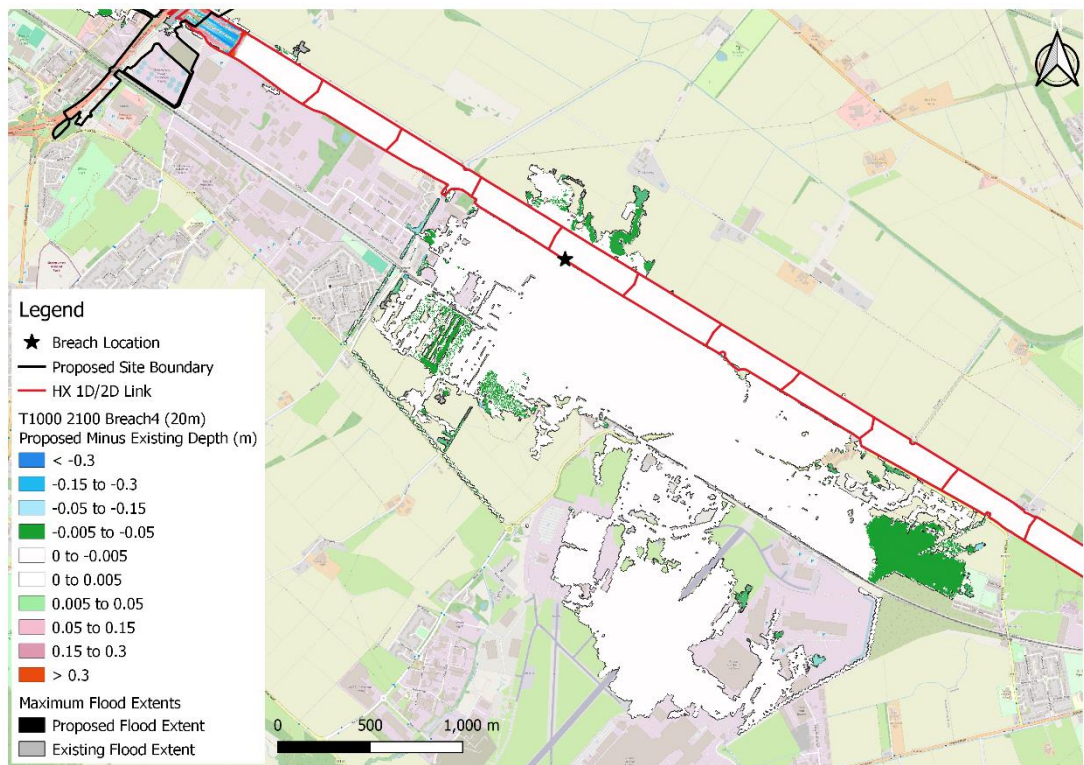 N
Legend
Breach Location
Proposed Site Boundary
HX 1D/2D Link
T1000 2100 Breach4 (20m)
Proposed Minus Existing Depth (m)
< -0.3
-0.15 to -0.3
-0.05 to -0.15
-0.005 to -0.05
0 to -0.005
0 to 0.005
0.005 to 0.05
0.05 to 0.15
0.15 to 0.3
> 0.3
Maximum Flood Extents
Proposed Flood Extent
Existing Flood Extent
0 500 1,000 m